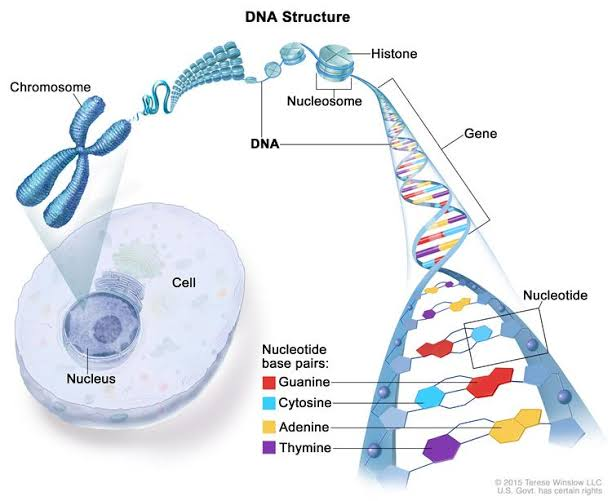 DNA Structure
Histone
Chromosome
Nucleosome
Gene
DNA
Cell
Nucleotide
Nucleus
Nucleotide
base pairs:
Guanine
Cytosine
Adenine
Thymine
© 2015 Terese Winslow LLC
U.S. Govt. has certain rights